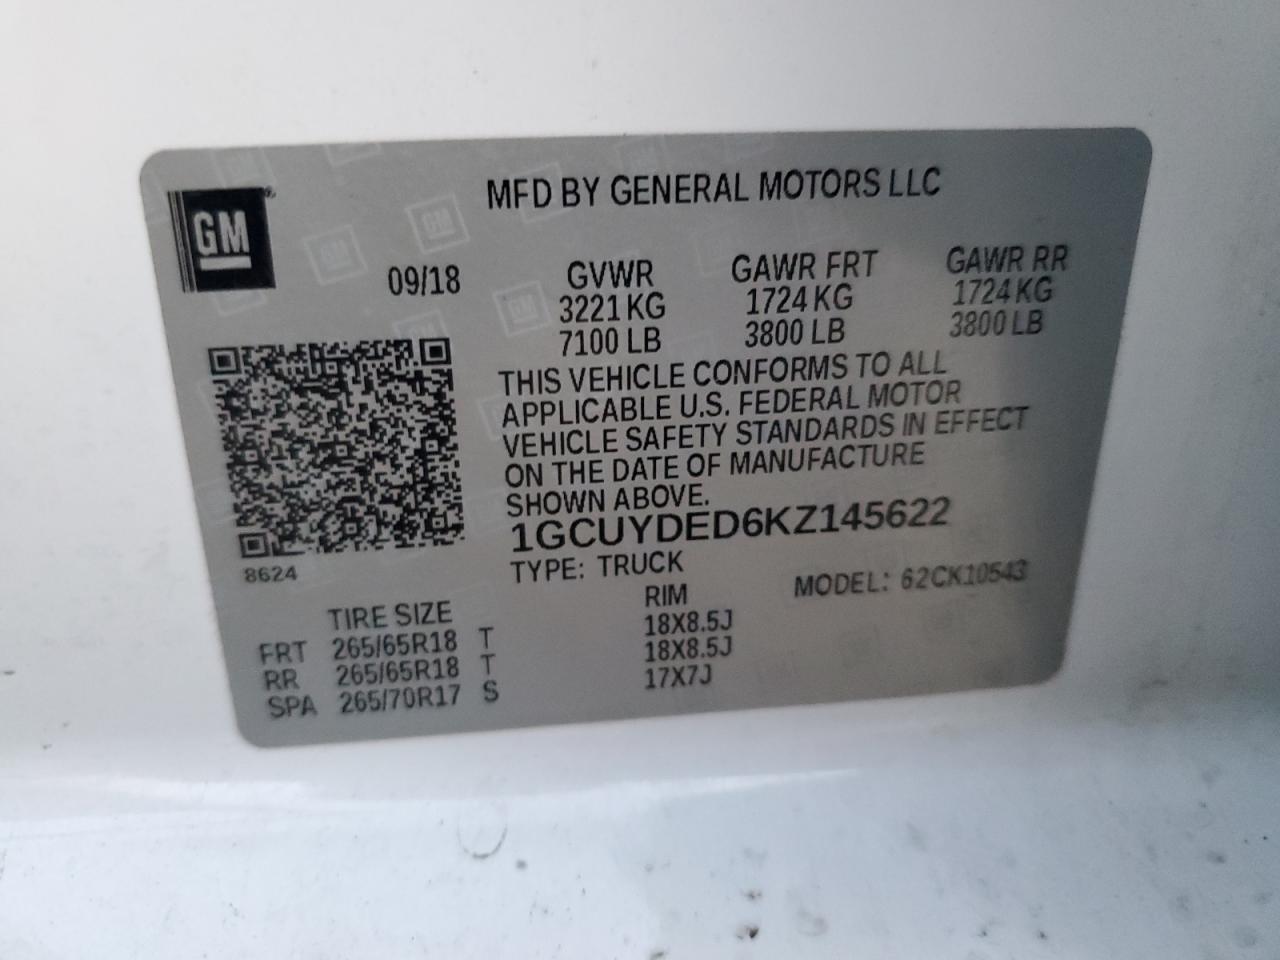 GM
MFD BY GENERAL MOTORS LLC
09/18
GVWR GAWR FRT GAWR RR
3221 KG 1724 KG 1724 KG
7100 LB 3800 LB 3800 LB
THIS VEHICLE CONFORMS TO ALL
APPLICABLE U.S. FEDERAL MOTOR
VEHICLE SAFETY STANDARDS IN EFFECT
ON THE DATE OF MANUFACTURE
SHOWN ABOVE.
1GCUYDED6KZ145622
8624
TYPE: TRUCK MODEL: 62CK10543
TIRE SIZE RIM
FRT 265/65R18 T 18X8.5J
RR 265/65R18 T 18X8.5J
SPA 265/70R17 S 17X7J